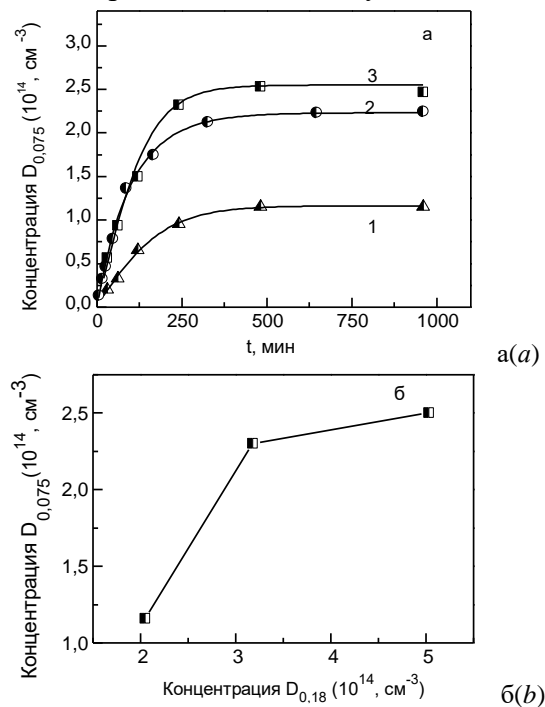 а
3,0
2,5
2,0
1,5
1,0
0,5
0,0
3
2
1
0
250
500
750
1000
Концентрация D0,075 (10^14, см^-3)
t, мин
а(a)
б
2,5
2,0
1,5
1,0
2
3
4
5
Концентрация D0,075 (10^14, см^-3)
Концентрация D0,18 (10^14, см^-3)
б(b)